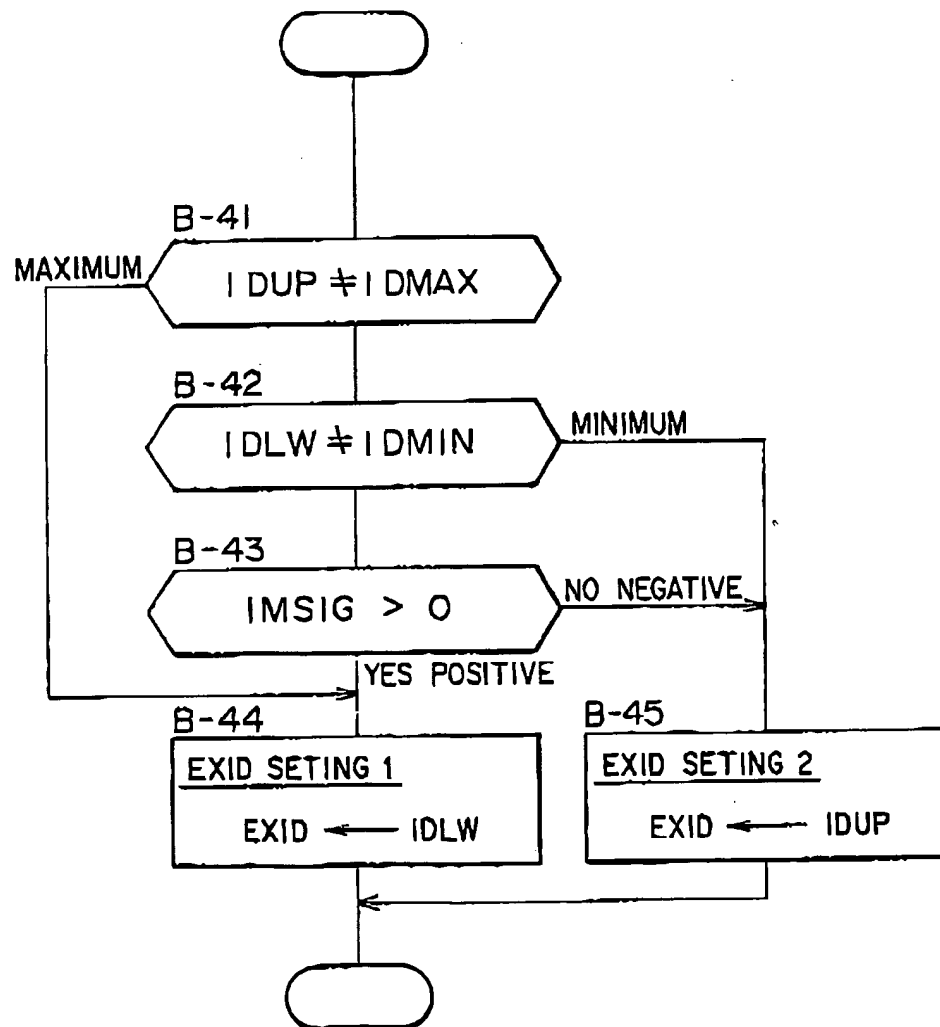 B-41
MAXIMUM
IDUP ≠ IDMAX
B-42
IDLW ≠ IDMIN
MINIMUM
B-43
IMSIG > 0
NO NEGATIVE
YES POSITIVE
B-44
EXID SETING 1
EXID ← IDLW
B-45
EXID SETING 2
EXID ← IDUP